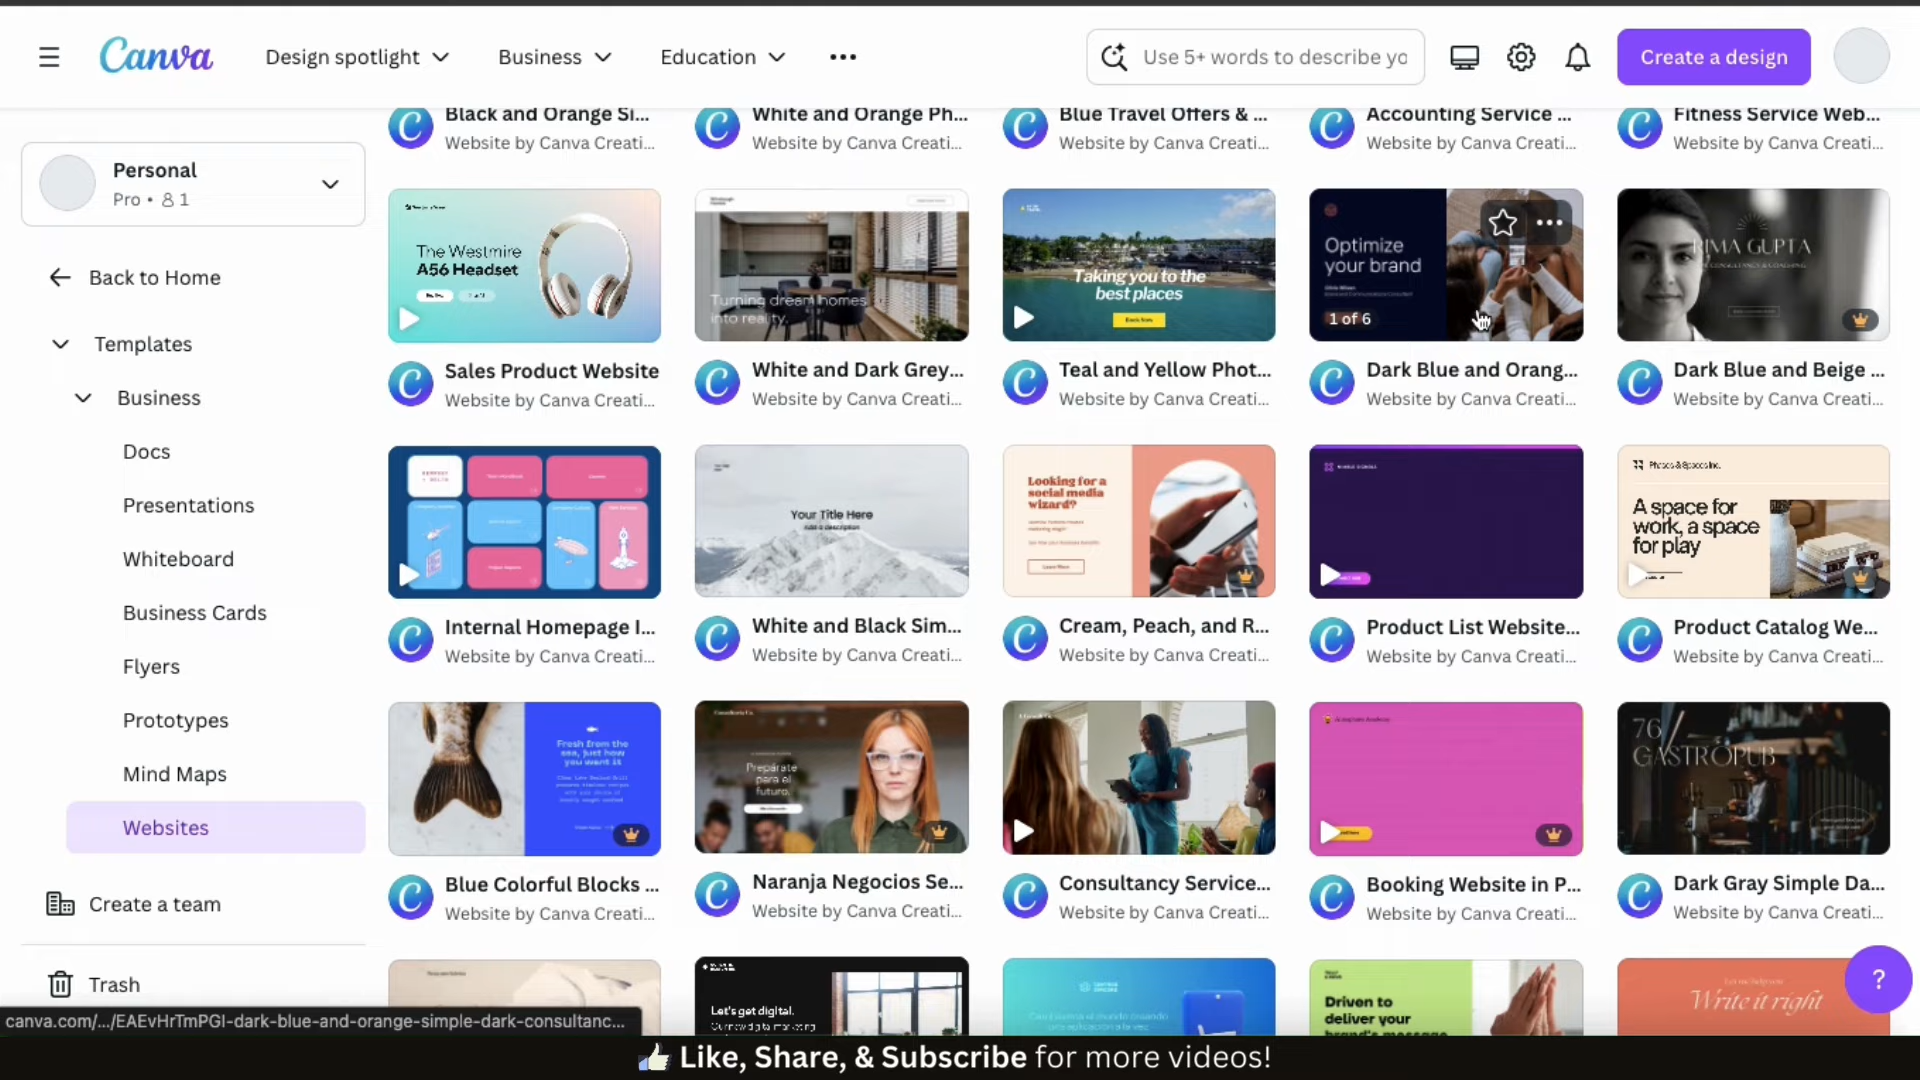 Canva
Design spotlight
Business
Education
Use 5+ words to describe yo
Create a design
Personal
Pro • 1
Back to Home
Templates
Business
Docs
Presentations
Whiteboard
Business Cards
Flyers
Prototypes
Mind Maps
Websites
Create a team
Trash
Black and Orange Si...
Website by Canva Creati...
White and Orange Ph...
Website by Canva Creati...
Blue Travel Offers & ...
Website by Canva Creati...
Accounting Service ...
Website by Canva Creati...
Fitness Service Web...
Website by Canva Creati...
The Westmire
A56 Headset
Sales Product Website
Website by Canva Creati...
Turning dream homes
into reality.
White and Dark Grey...
Website by Canva Creati...
Taking you to the
best places
Book Now
Teal and Yellow Phot...
Website by Canva Creati...
Optimize
your brand
1 of 6
Dark Blue and Orang...
Website by Canva Creati...
RIMA GUPTA
Dark Blue and Beige ...
Website by Canva Creati...
Internal Homepage I...
Website by Canva Creati...
Your Title Here
Add a description
White and Black Sim...
Website by Canva Creati...
Looking for a
social media
wizard?
Learn More
Cream, Peach, and R...
Website by Canva Creati...
Product List Website...
Website by Canva Creati...
Phases & Spaces Inc.
A space for
work, a space
for play
Product Catalog We...
Website by Canva Creati...
Fresh from the
sea, just how
you want it
Blue Colorful Blocks ...
Website by Canva Creati...
Prepárate
para el
futuro.
Naranja Negocios Se...
Website by Canva Creati...
Consultancy Service...
Website by Canva Creati...
Booking Website in P...
Website by Canva Creati...
76
GASTROPUB
Dark Gray Simple Da...
Website by Canva Creati...
Let's get digital.
Driven to
deliver your
brand's message
Write it right
?
canva.com/.../EAEvHrTmPGI-dark-blue-and-orange-simple-dark-consultanc...
Like, Share, & Subscribe for more videos!